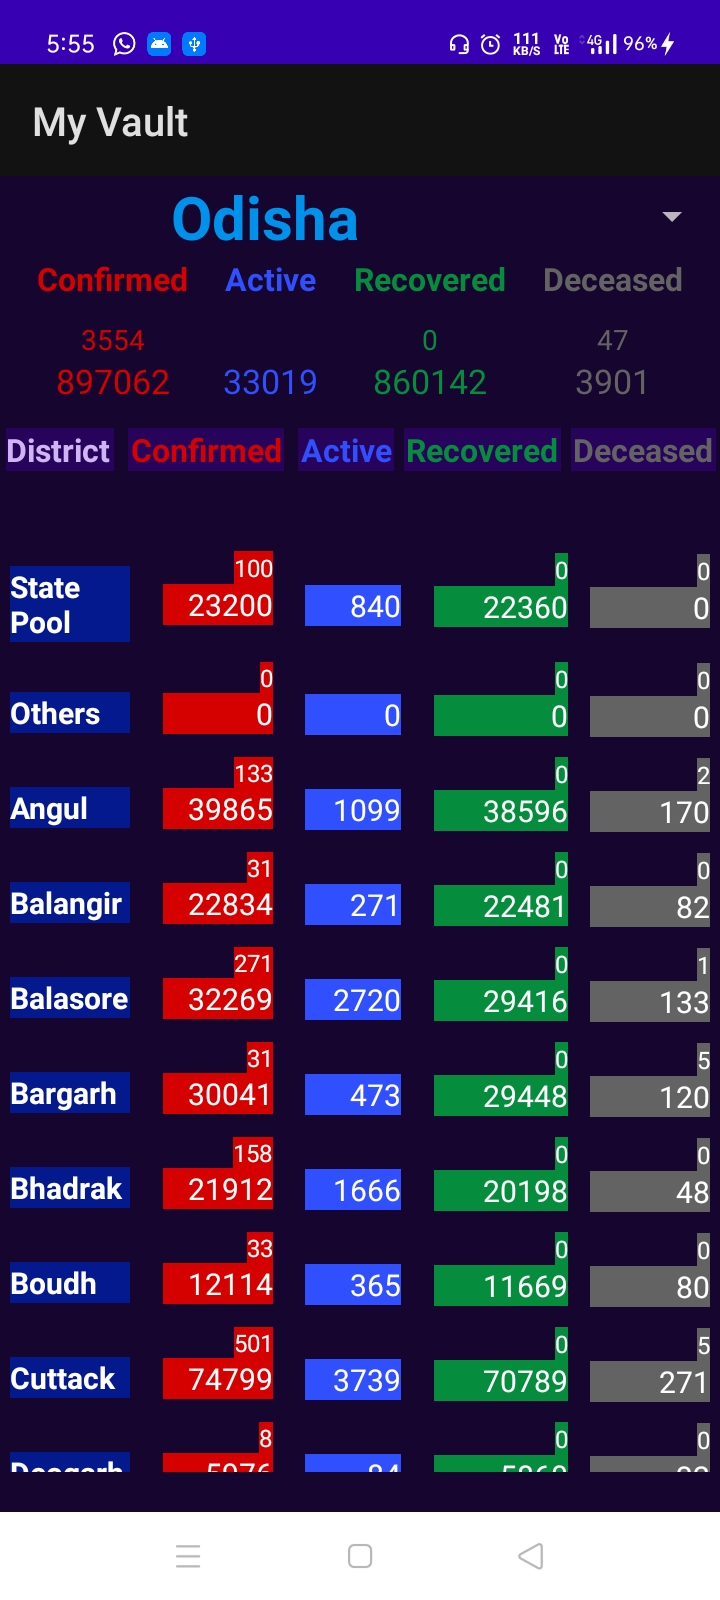 5:55 111 KB/S Vo LTE 4G 96%
My Vault
Odisha
Confirmed Active Recovered Deceased
3554 0 47
897062 33019 860142 3901
District Confirmed Active Recovered Deceased
100 0 0
State Pool 23200 840 22360 0
0 0 0
Others 0 0 0 0
133 0 2
Angul 39865 1099 38596 170
31 0 0
Balangir 22834 271 22481 82
271 0 1
Balasore 32269 2720 29416 133
31 0 5
Bargarh 30041 473 29448 120
158 0 0
Bhadrak 21912 1666 20198 48
33 0 0
Boudh 12114 365 11669 80
501 0 5
Cuttack 74799 3739 70789 271
8 0 0